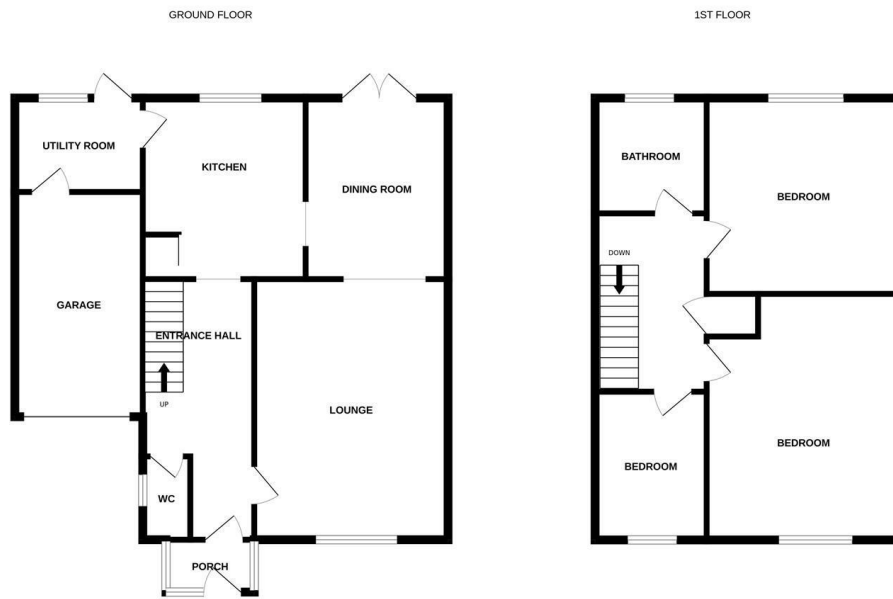 GROUND FLOOR
1ST FLOOR
UTILITY ROOM
KITCHEN
DINING ROOM
GARAGE
ENTRANCE HALL
UP
LOUNGE
WC
PORCH
BATHROOM
BEDROOM
DOWN
BEDROOM
BEDROOM